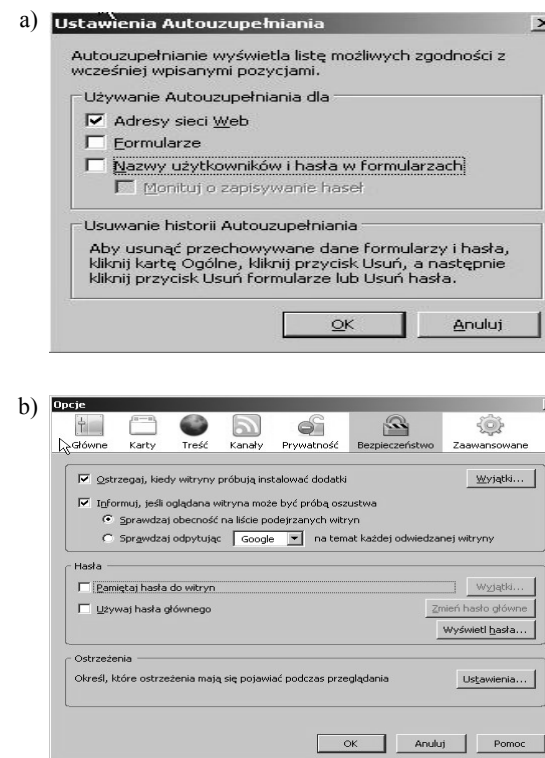 a)
Ustawienia Autouzupełniania
Autouzupełnianie wyświetla listę możliwych zgodności z
wcześniej wpisanymi pozycjami.
Używanie Autouzupełniania dla
Adresy sieci Web
Formularze
Nazwy użytkowników i hasła w formularzach
Monituj o zapisywanie haseł
Usuwanie historii Autouzupełniania
Aby usunąć przechowywane dane formularzy i hasła,
kliknij kartę Ogólne, kliknij przycisk Usuń, a następnie
kliknij przycisk Usuń formularze lub Usuń hasła.
OK Anuluj
b)
Opcje
Główne Karty Treść Kanały Prywatność Bezpieczeństwo Zaawansowane
Ostrzegaj, kiedy witryny próbują instalować dodatki Wyjątki...
Informuj, jeśli oglądana witryna może być próbą oszustwa
Sprawdzaj obecność na liście podejrzanych witryn
Sprawdzaj odpytując Google na temat każdej odwiedzanej witryny
Hasła
Pamiętaj hasła do witryn Wyjątki...
Używaj hasła głównego Zmień hasło główne
Wyświetl hasła...
Ostrzeżenia
Określ, które ostrzeżenia mają się pojawiać podczas przeglądania Ustawienia...
OK Anuluj Pomoc